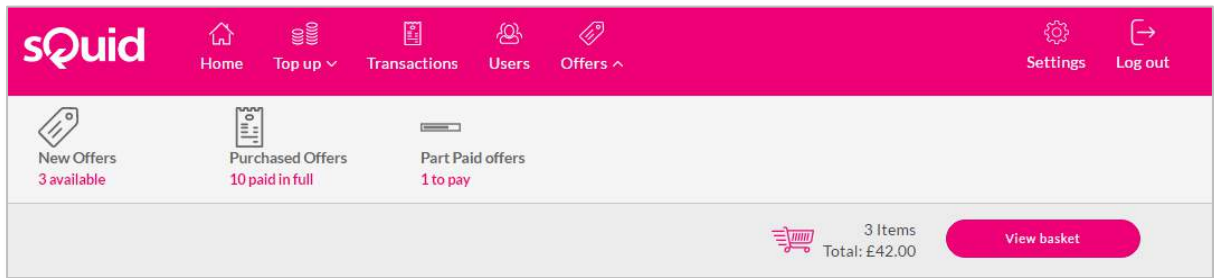 sQuid
Home Top up Transactions Users Offers Settings Log out
New Offers Purchased Offers Part Paid offers
3 available 10 paid in full 1 to pay
3 Items
Total: £42.00
View basket